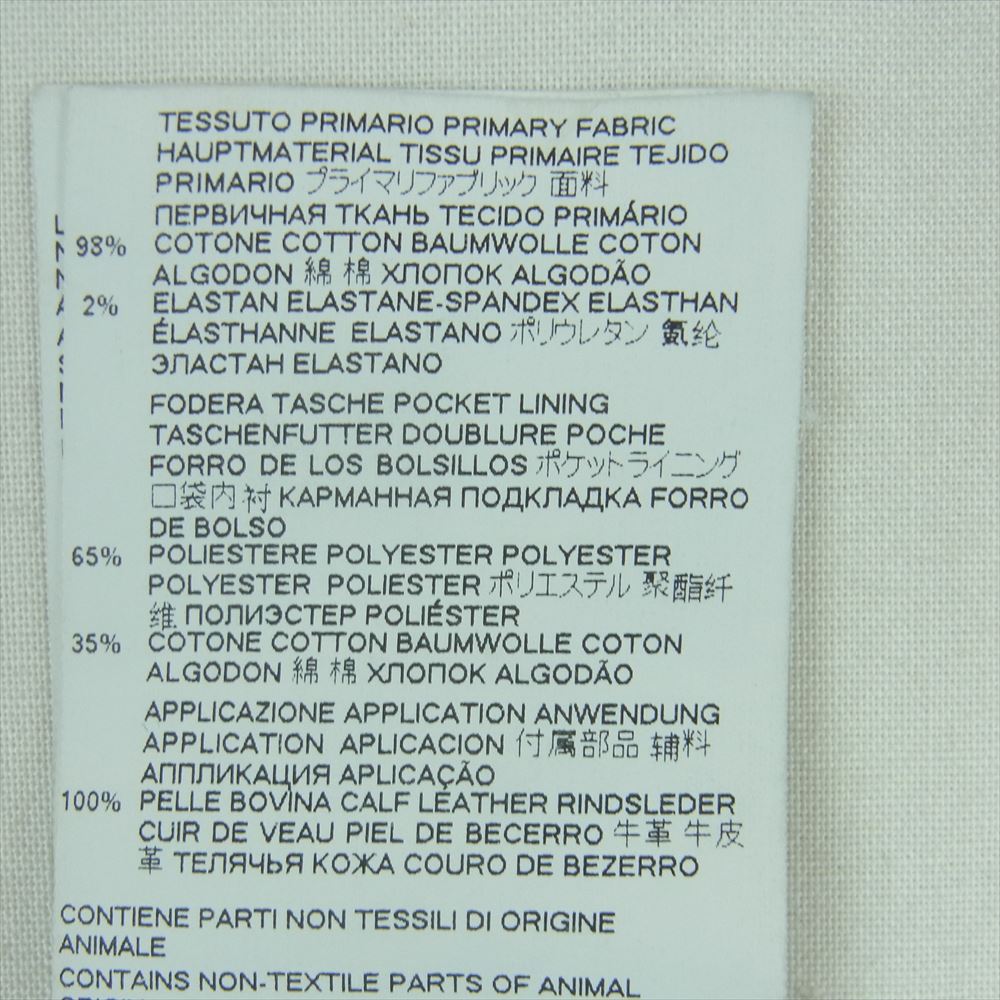 TESSUTO PRIMARIO PRIMARY FABRIC
HAUPTMATERIAL TISSU PRIMAIRE TEJIDO
PRIMARIO プライマリファブリック 面料
ПЕРВИЧНАЯ ТКАНЬ TECIDO PRIMÁRIO
98% COTONE COTTON BAUMWOLLE COTON
ALGODON 綿 棉 ХЛОПОК ALGODÃO
2% ELASTAN ELASTANE-SPANDEX ELASTHAN
ÉLASTHANNE ELASTANO ポリウレタン 氨纶
ЭЛАСТАН ELASTANO
FODERA TASCHE POCKET LINING
TASCHENFUTTER DOUBLURE POCHE
FORRO DE LOS BOLSILLOS ポケットライニング
口袋内衬 КАРМАННАЯ ПОДКЛАДКА FORRO
DE BOLSO
65% POLIESTERE POLYESTER POLYESTER
POLYESTER POLIESTER ポリエステル 聚酯纤
维 ПОЛИЭСТЕР POLIÉSTER
35% COTONE COTTON BAUMWOLLE COTON
ALGODON 綿 棉 ХЛОПОК ALGODÃO
APPLICAZIONE APPLICATION ANWENDUNG
APPLICATION APLICACION 付属部品 辅料
АППЛИКАЦИЯ APLICAÇÃO
100% PELLE BOVINA CALF LEATHER RINDSLEDER
CUIR DE VEAU PIEL DE BECERRO 牛革 牛皮
革 ТЕЛЯЧЬЯ КОЖА COURO DE BEZERRO
CONTIENE PARTI NON TESSILI DI ORIGINE
ANIMALE
CONTAINS NON-TEXTILE PARTS OF ANIMAL